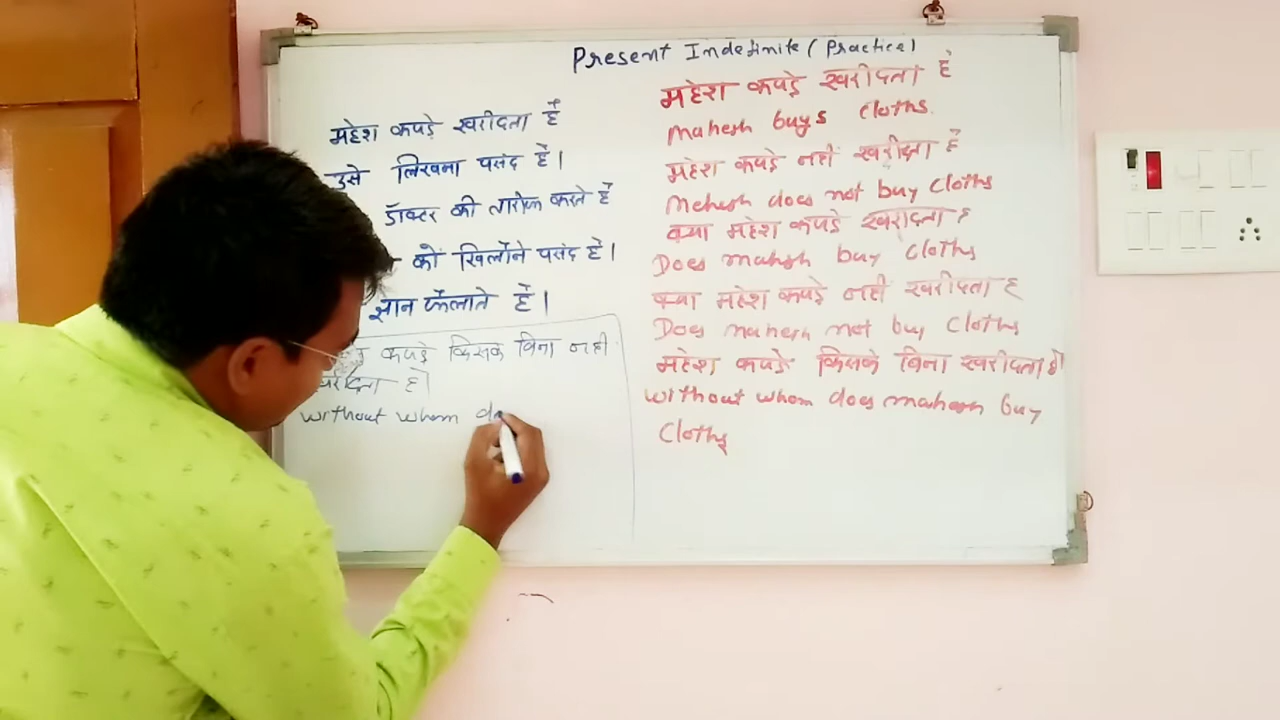 Present Indefinite (Practice)
महेश कपड़े खरीदता है
उसे लिखना पसंद है।
डॉक्टर की तारीफ करते है
को खिलौने पसंद है।
ज्ञान फैलाते है।
कपड़े किसके बिना नही
खरीदता है।
without whom do
महेश कपड़े खरीदता है
Mahesh buys cloths.
महेश कपड़े नहीं खरीदता है
Mehesh does not buy cloths
क्या महेश कपड़े खरीदता है
Does mahesh buy cloths
क्या महेश कपड़े नही खरीदता है
Does mahesh not buy cloths
महेश कपड़े किसके बिना खरीदता है
without whom does mahesh buy
cloths